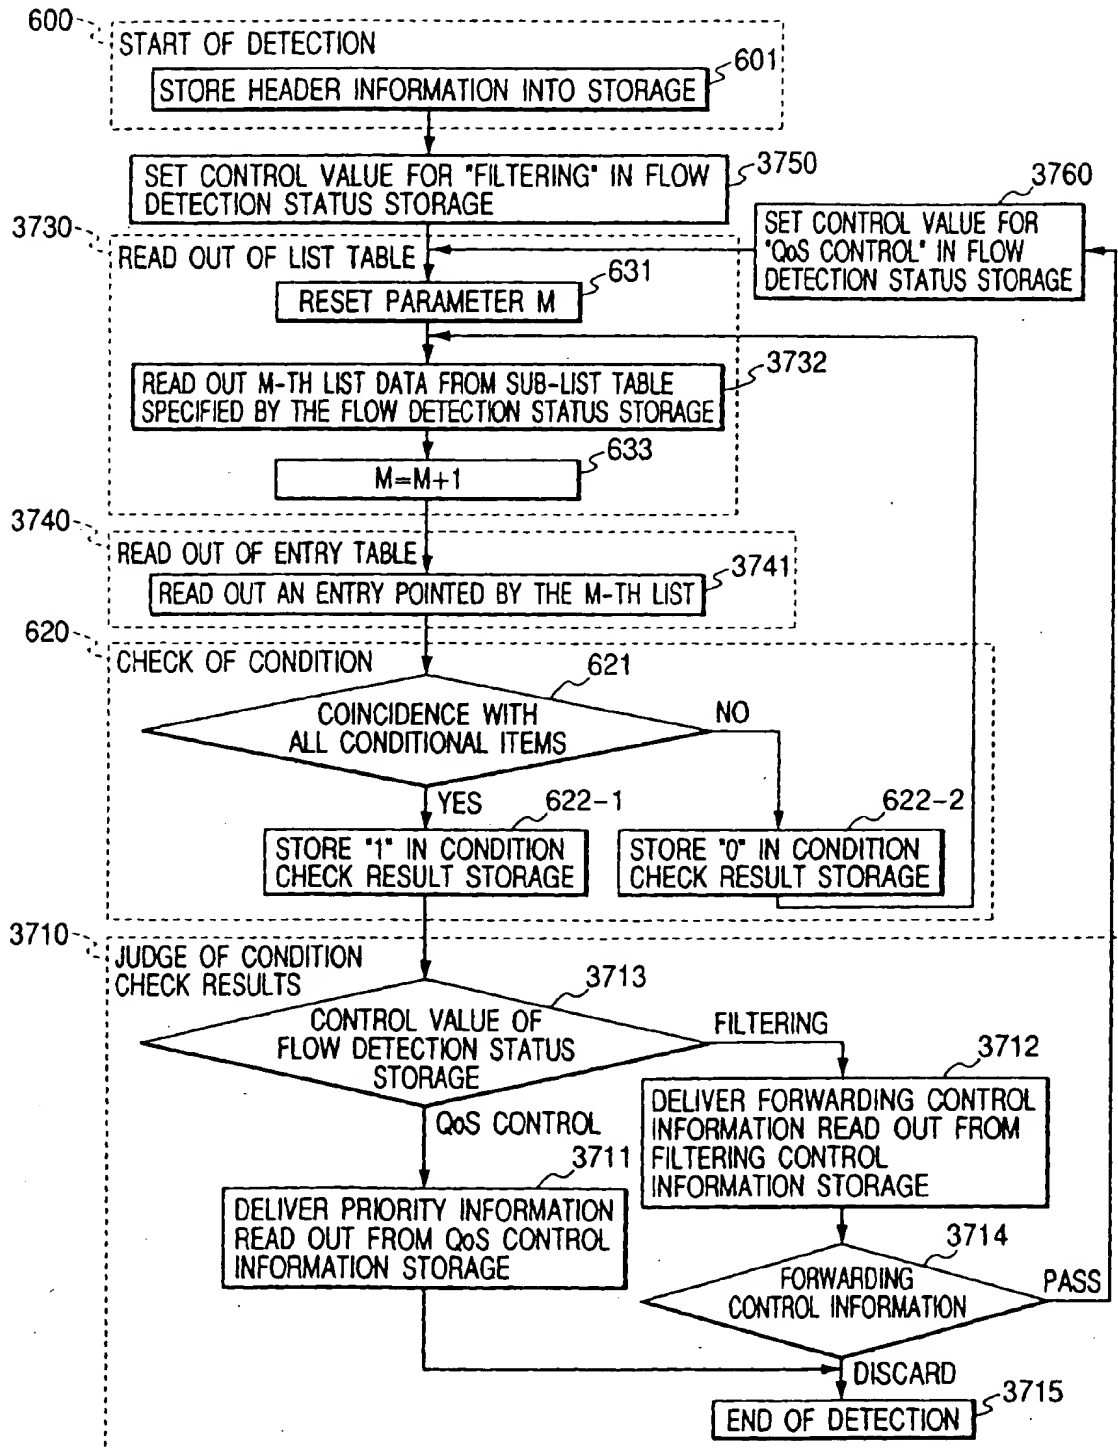 600
START OF DETECTION
601
STORE HEADER INFORMATION INTO STORAGE
3750
SET CONTROL VALUE FOR "FILTERING" IN FLOW
DETECTION STATUS STORAGE
3760
SET CONTROL VALUE FOR
"QoS CONTROL" IN FLOW
DETECTION STATUS STORAGE
3730
READ OUT OF LIST TABLE
631
RESET PARAMETER M
3732
READ OUT M-TH LIST DATA FROM SUB-LIST TABLE
SPECIFIED BY THE FLOW DETECTION STATUS STORAGE
633
M=M+1
3740
READ OUT OF ENTRY TABLE
3741
READ OUT AN ENTRY POINTED BY THE M-TH LIST
620
CHECK OF CONDITION
621
COINCIDENCE WITH
ALL CONDITIONAL ITEMS
NO
YES
622-1
STORE "1" IN CONDITION
CHECK RESULT STORAGE
622-2
STORE "0" IN CONDITION
CHECK RESULT STORAGE
3710
JUDGE OF CONDITION
CHECK RESULTS
3713
CONTROL VALUE OF
FLOW DETECTION STATUS
STORAGE
FILTERING
QoS CONTROL
3712
DELIVER FORWARDING CONTROL
INFORMATION READ OUT FROM
FILTERING CONTROL
INFORMATION STORAGE
3711
DELIVER PRIORITY INFORMATION
READ OUT FROM QoS CONTROL
INFORMATION STORAGE
3714
FORWARDING
CONTROL INFORMATION
PASS
DISCARD
3715
END OF DETECTION